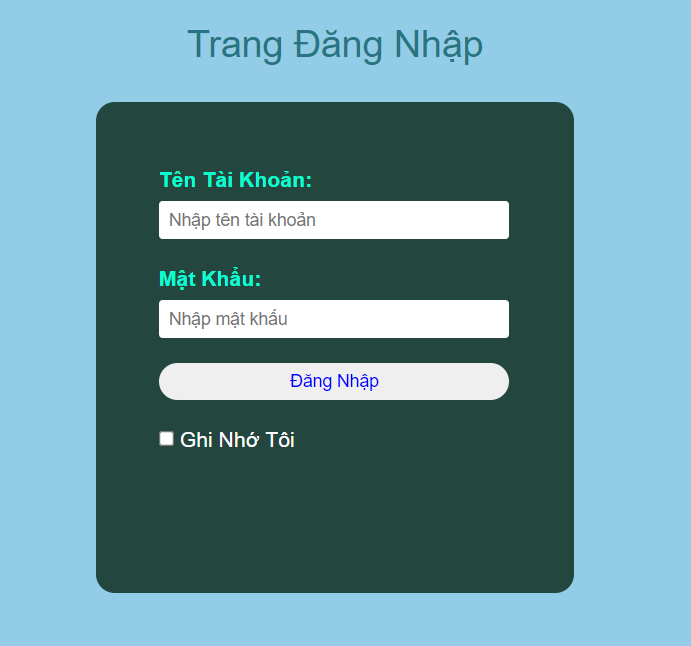 Trang Đăng Nhập
Tên Tài Khoản:
Nhập tên tài khoản
Mật Khẩu:
Nhập mật khẩu
Đăng Nhập
Ghi Nhớ Tôi